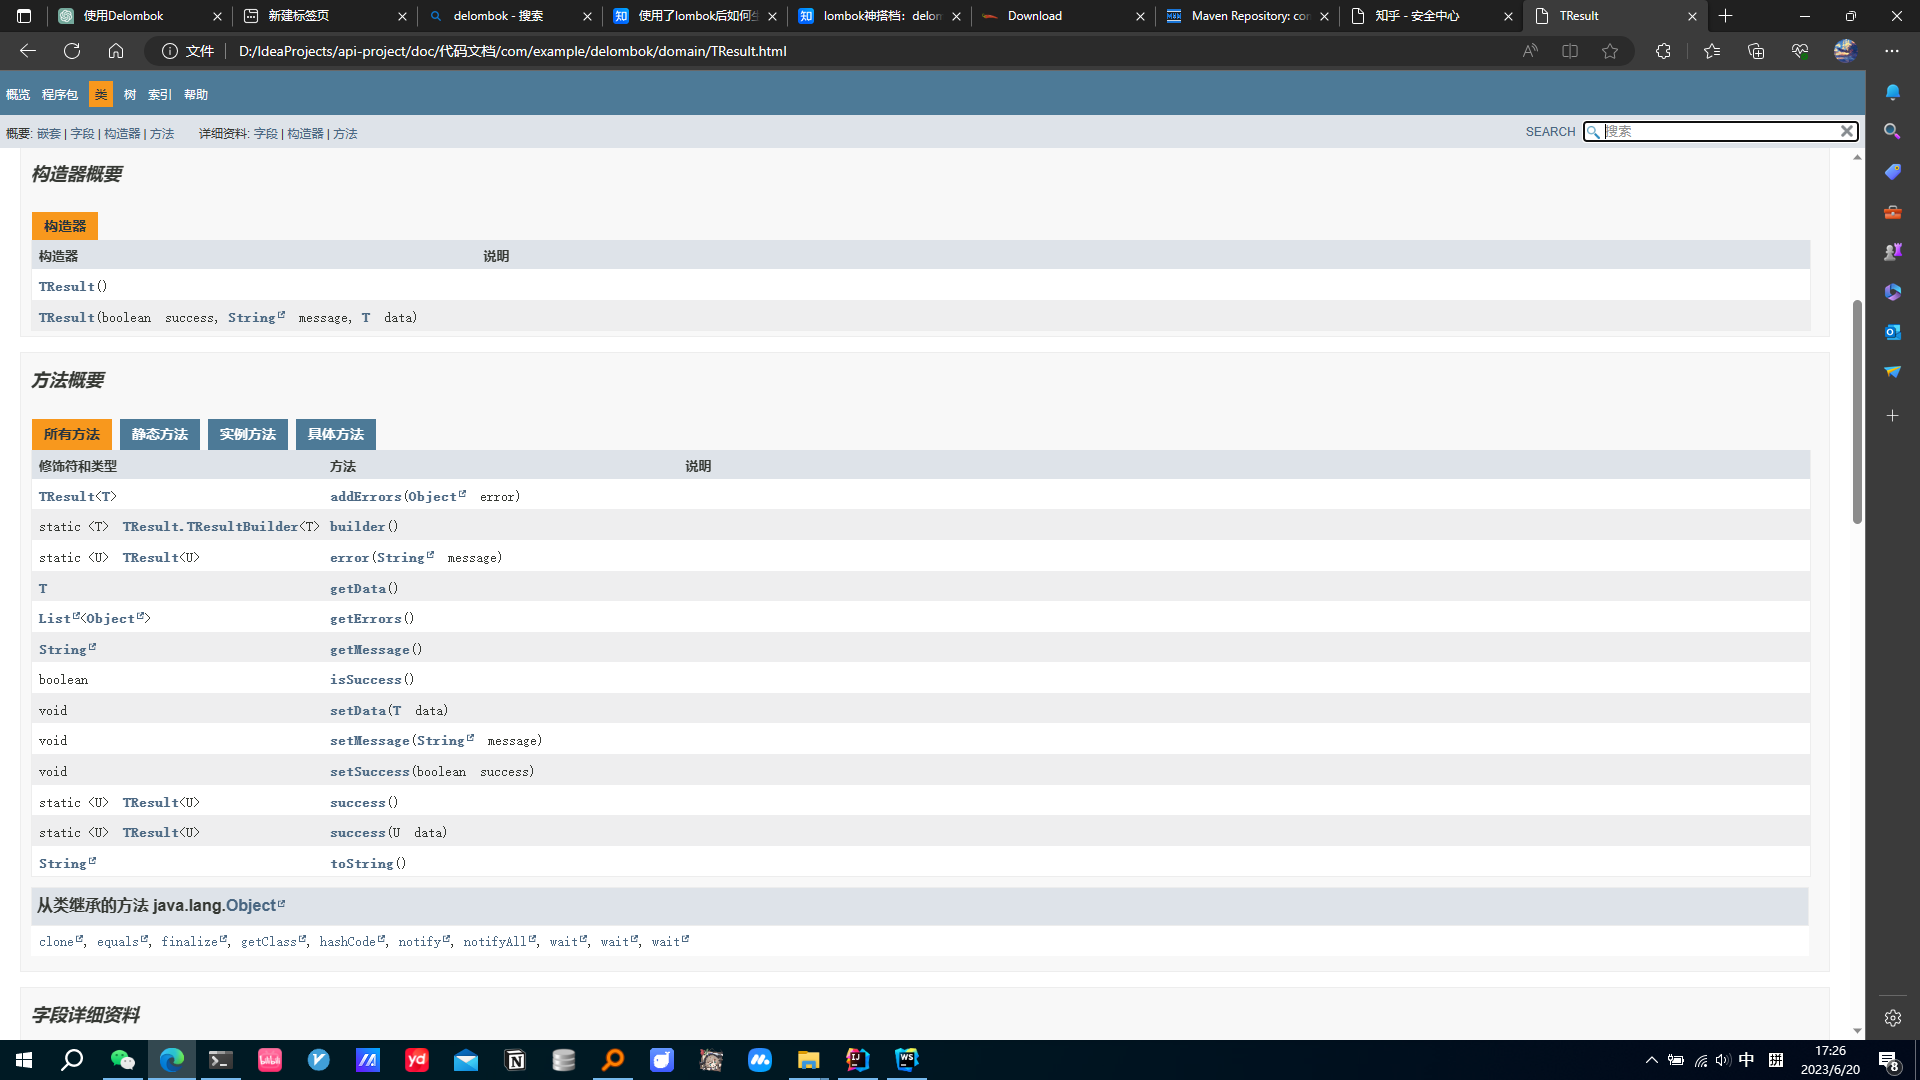 使用Delombok
新建标签页
delombok - 搜索
使用了lombok后如何生
lombok神搭档：delom
Download
Maven Repository: com
知乎 - 安全中心
TResult
文件
D:/IdeaProjects/api-project/doc/代码文档/com/example/delombok/domain/TResult.html
概览 程序包 类 树 索引 帮助
概要: 嵌套 | 字段 | 构造器 | 方法 详细资料: 字段 | 构造器 | 方法
SEARCH 搜索
构造器概要
构造器
构造器 说明
TResult()
TResult(boolean success, String message, T data)
方法概要
所有方法 静态方法 实例方法 具体方法
修饰符和类型 方法 说明
TResult<T> addErrors(Object error)
static <T> TResult.TResultBuilder<T> builder()
static <U> TResult<U> error(String message)
T getData()
List<Object> getErrors()
String getMessage()
boolean isSuccess()
void setData(T data)
void setMessage(String message)
void setSuccess(boolean success)
static <U> TResult<U> success()
static <U> TResult<U> success(U data)
String toString()
从类继承的方法 java.lang.Object
clone, equals, finalize, getClass, hashCode, notify, notifyAll, wait, wait, wait
字段详细资料
中 拼
17:26
2023/6/20
8